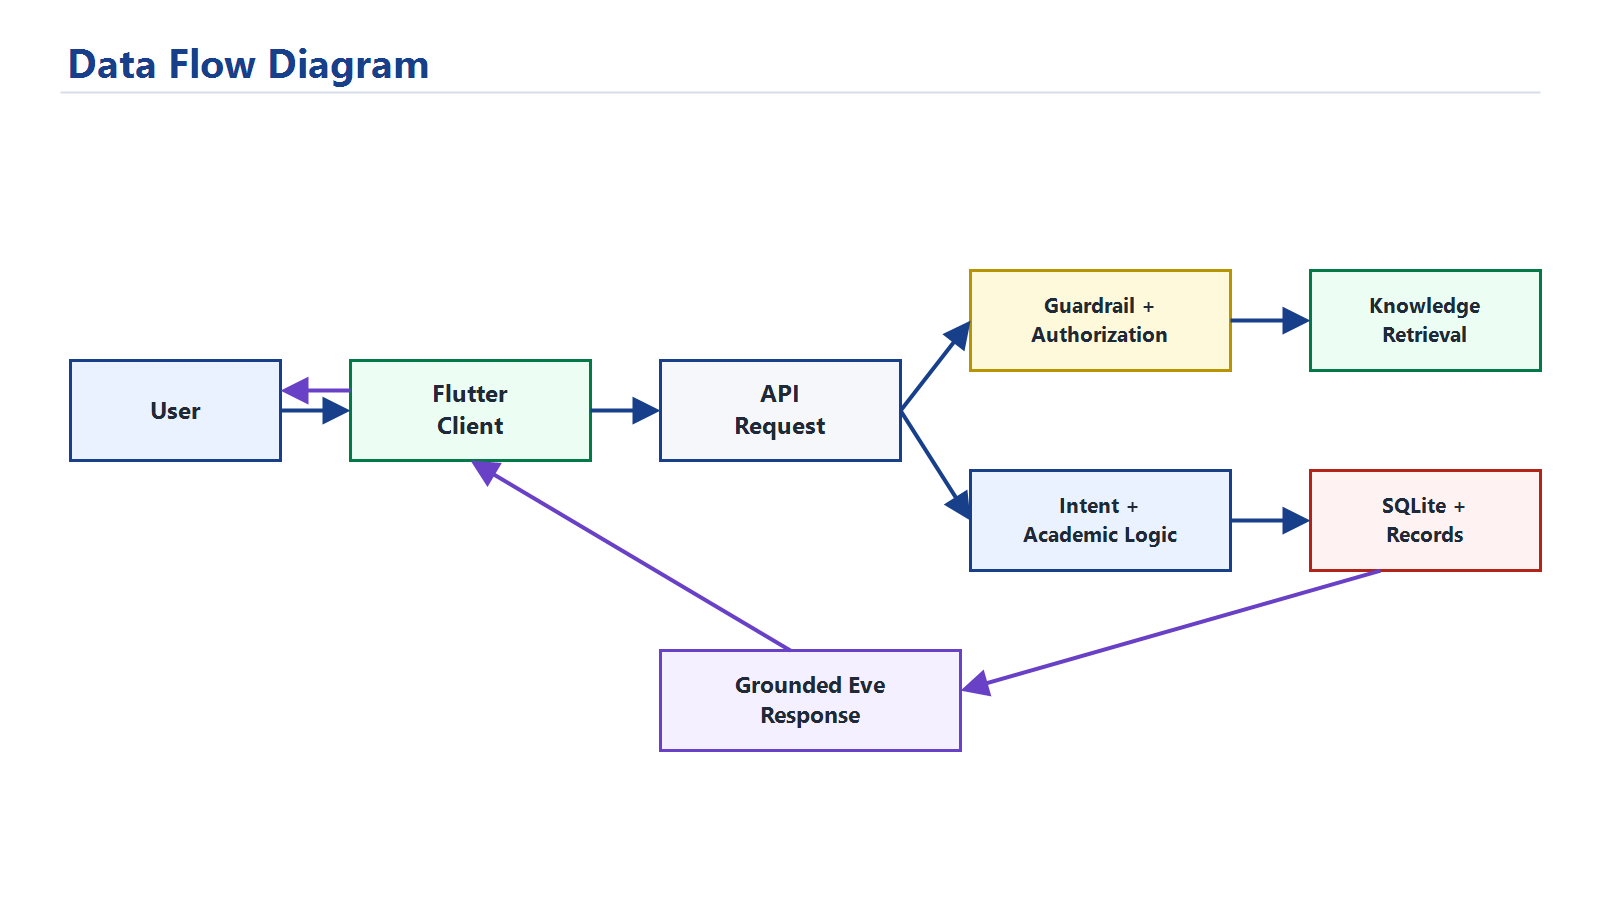 Data Flow Diagram
User
Flutter
Client
API
Request
Guardrail +
Authorization
Knowledge
Retrieval
Intent +
Academic Logic
SQLite +
Records
Grounded Eve
Response